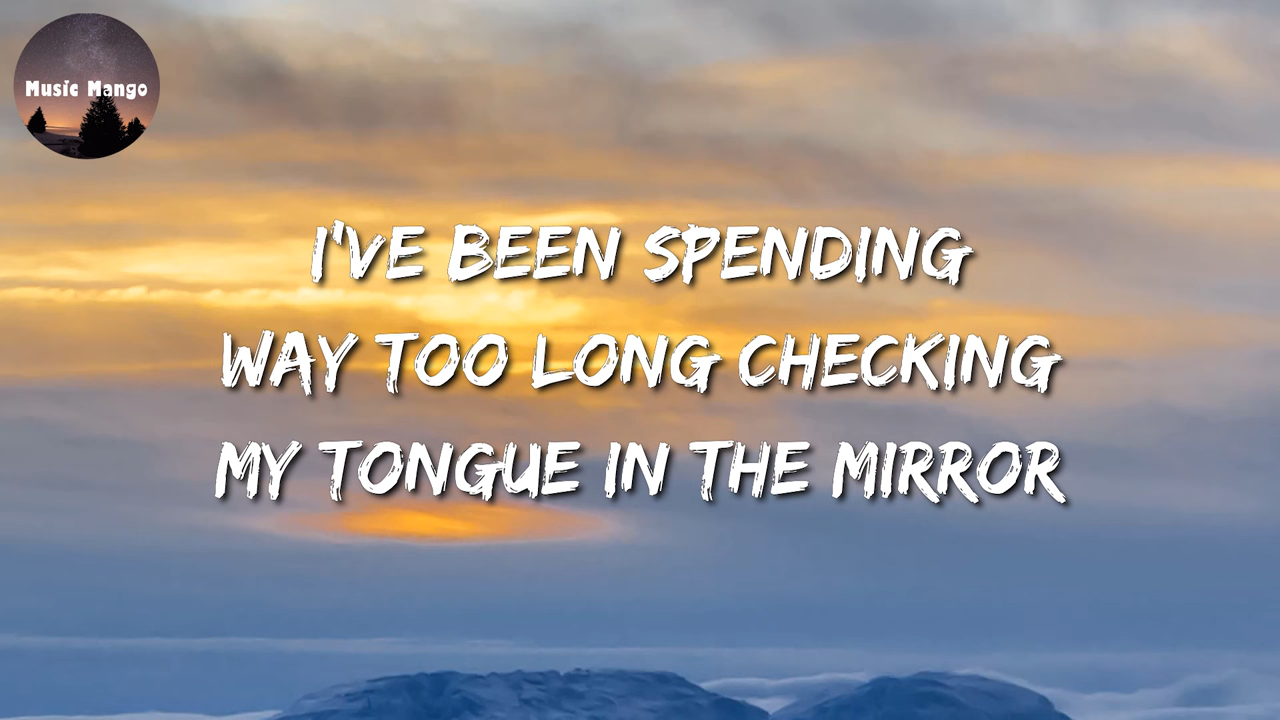 Music Mango
I'VE BEEN SPENDING
WAY TOO LONG CHECKING
MY TONGUE IN THE MIRROR